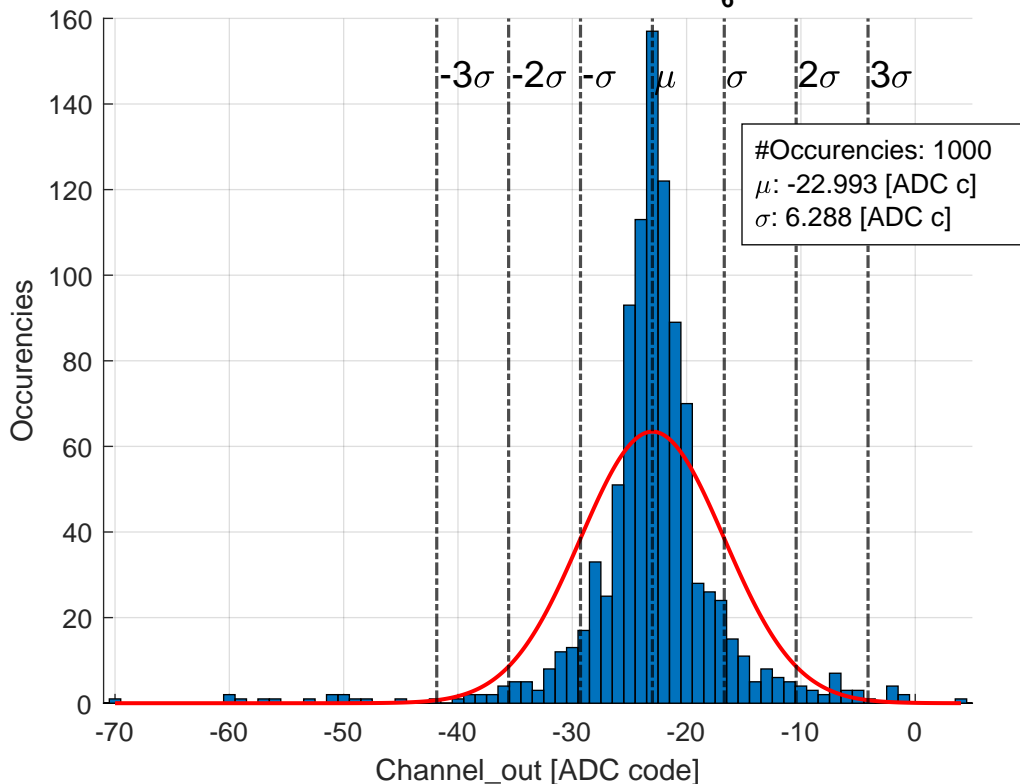 6
160
140
120
100
80
60
40
20
0
-3σ -2σ -σ μ σ 2σ 3σ
#Occurencies: 1000
μ: -22.993 [ADC c]
σ: 6.288 [ADC c]
Occurencies
-70 -60 -50 -40 -30 -20 -10 0
Channel_out [ADC code]